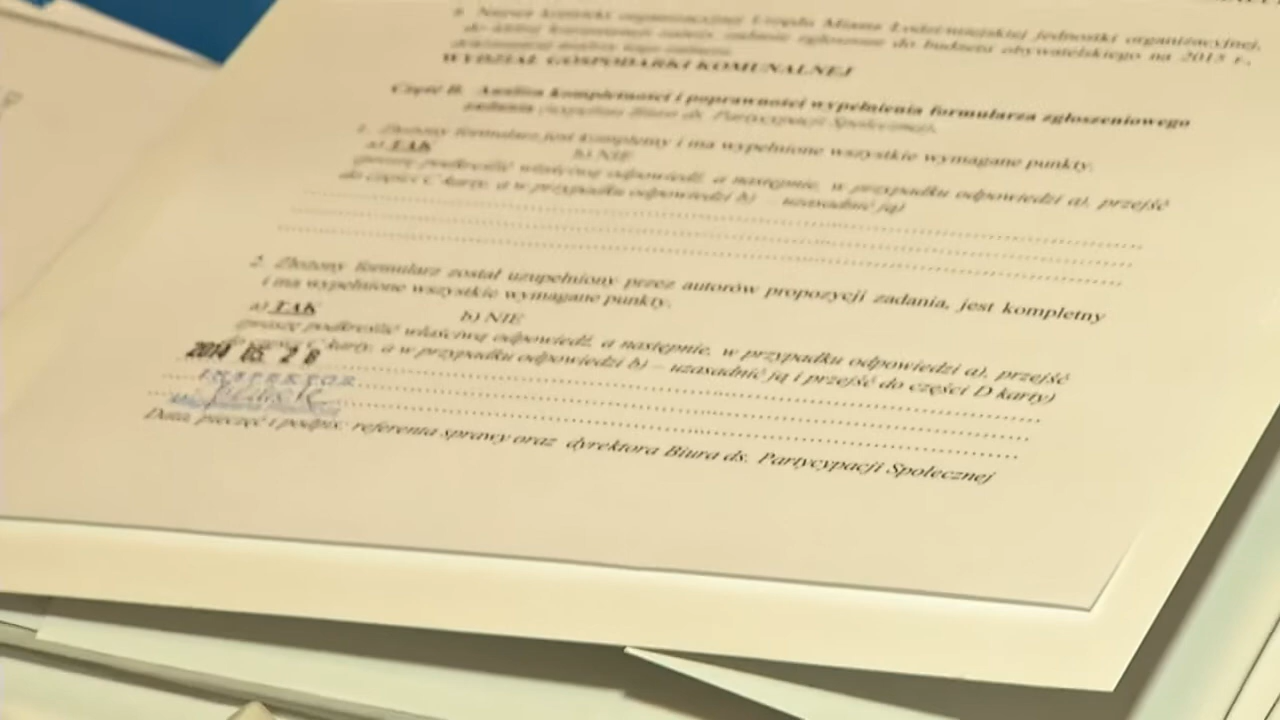 Nazwa komórki organizacyjnej Urzędu Miasta Łodzi/miejskiej jednostki organizacyjnej,
do której zadanie zgłoszone do budżetu obywatelskiego na 2015 r.,
WYDZIAŁ GOSPODARKI KOMUNALNEJ
Część B. Analiza kompletności i poprawności wypełnienia formularza zgłoszeniowego
zadania (wypełnia Biuro ds. Partycypacji Społecznej).
1. Złożony formularz jest kompletny i ma wypełnione wszystkie wymagane punkty.
a) TAK b) NIE
(proszę podkreślić właściwą odpowiedź, a następnie, w przypadku odpowiedzi a), przejść
do części C karty, a w przypadku odpowiedzi b) – uzasadnić ją)
2. Złożony formularz został uzupełniony przez autorów propozycji zadania, jest kompletny
i ma wypełnione wszystkie wymagane punkty.
a) TAK b) NIE
(proszę podkreślić właściwą odpowiedź, a następnie, w przypadku odpowiedzi a), przejść
do części C karty, a w przypadku odpowiedzi b) – uzasadnić ją i przejść do części D karty)
2014 05. 28
INSPEKTOR
Data, pieczęć i podpis: referenta sprawy oraz dyrektora Biura ds. Partycypacji Społecznej